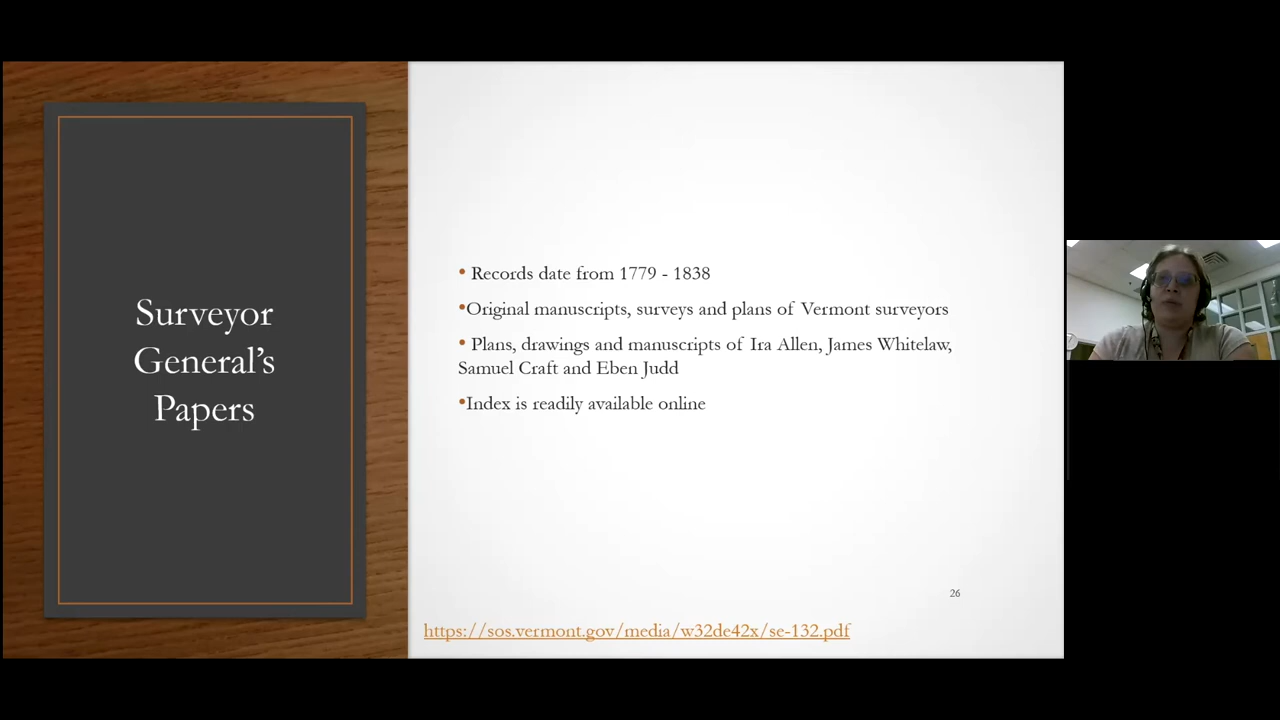 Surveyor
General's
Papers
• Records date from 1779 - 1838
•Original manuscripts, surveys and plans of Vermont surveyors
• Plans, drawings and manuscripts of Ira Allen, James Whitelaw,
Samuel Craft and Eben Judd
•Index is readily available online
26
https://sos.vermont.gov/media/w32de42x/se-132.pdf